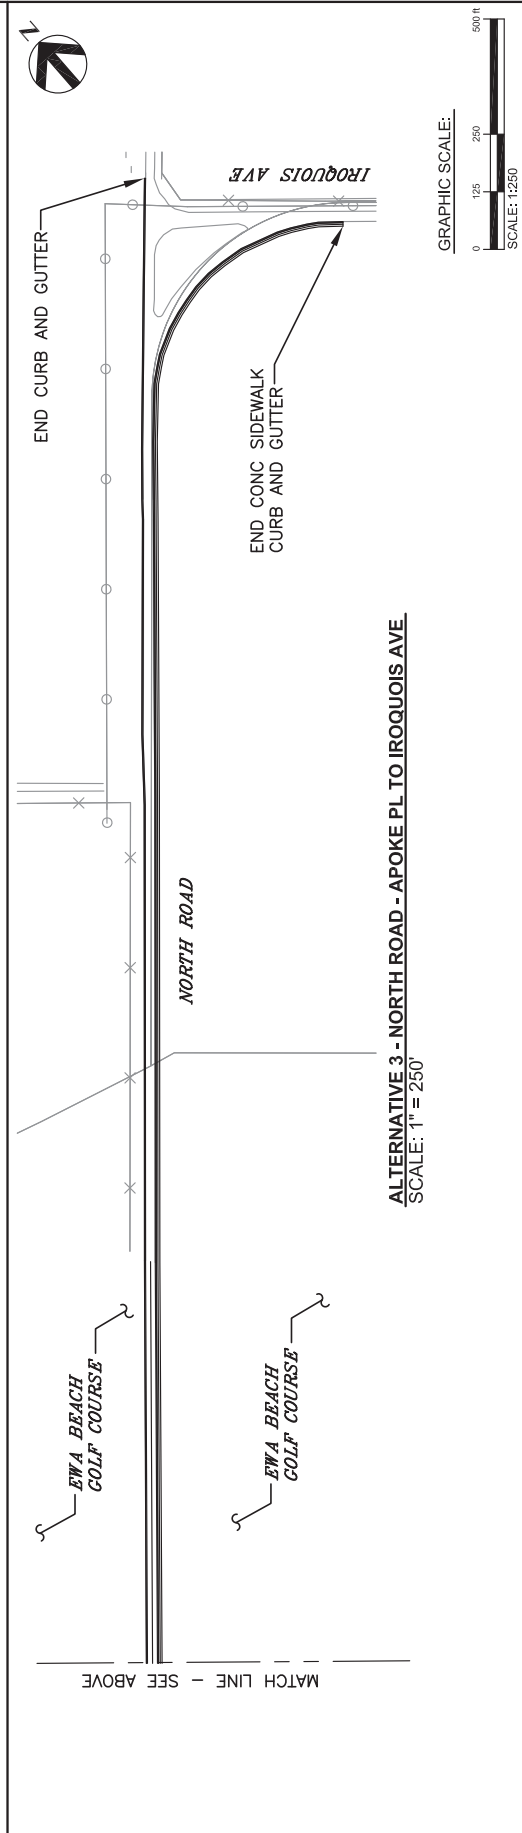 N
END CURB AND GUTTER
IROQUOIS AVE
END CONC SIDEWALK
CURB AND GUTTER
NORTH ROAD
EWA BEACH
GOLF COURSE
EWA BEACH
GOLF COURSE
MATCH LINE - SEE ABOVE
ALTERNATIVE 3 - NORTH ROAD - APOKE PL TO IROQUOIS AVE
SCALE: 1" = 250'
GRAPHIC SCALE:
0 125 250 500 ft
SCALE: 1:250